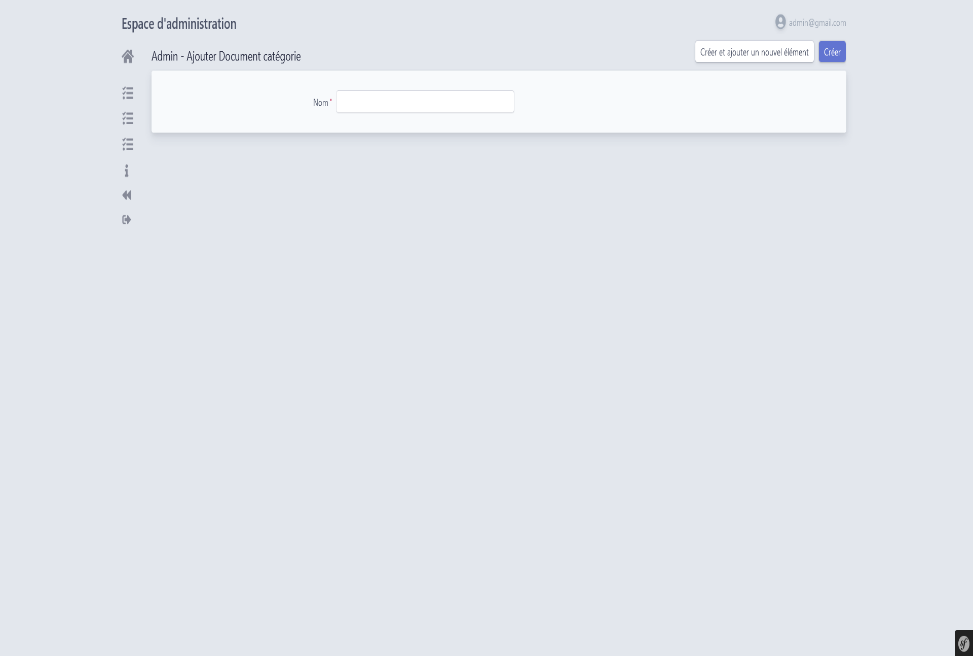 Espace d'administration
admin@gmail.com
Admin - Ajouter Document catégorie
Créer et ajouter un nouvel élément
Créer
Nom*